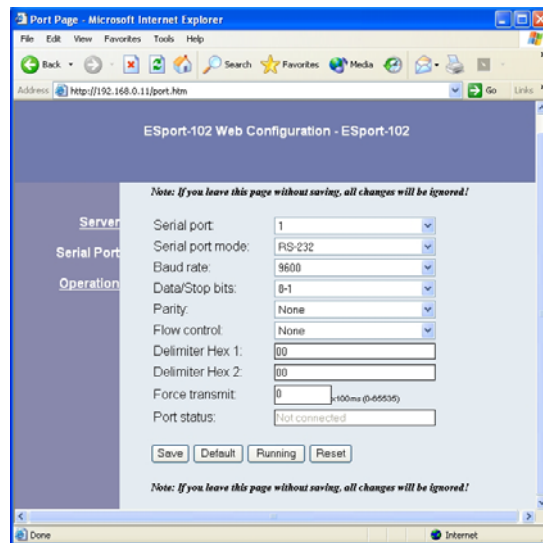 Port Page - Microsoft Internet Explorer
File Edit View Favorites Tools Help
Back Search Favorites Media
Address http://192.168.0.11/port.htm Go Links
ESport-102 Web Configuration - ESport-102
Note: If you leave this page without saving, all changes will be ignored!
Server
Serial Port
Operation
Serial port: 1
Serial port mode: RS-232
Baud rate: 9600
Data/Stop bits: 8-1
Parity: None
Flow control: None
Delimiter Hex 1: 00
Delimiter Hex 2: 00
Force transmit: 0 x100ms (0-65535)
Port status: Not connected
Save Default Running Reset
Note: If you leave this page without saving, all changes will be ignored!
Done Internet